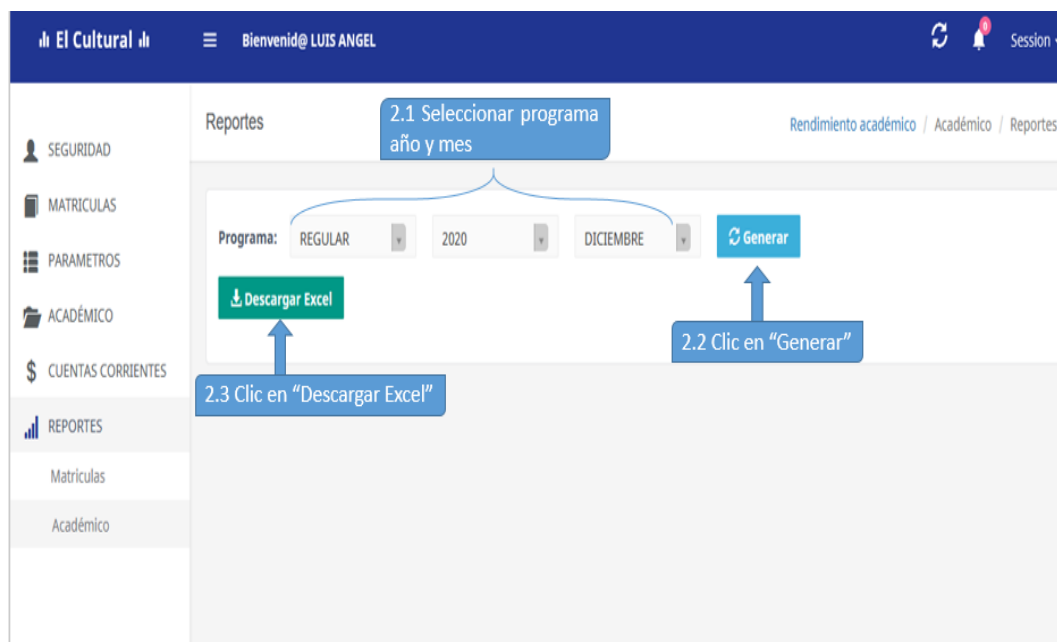 El Cultural
Bienvenid@ LUIS ANGEL
0
Session
SEGURIDAD
MATRICULAS
PARAMETROS
ACADÉMICO
CUENTAS CORRIENTES
REPORTES
Matriculas
Académico
Reportes
2.1 Seleccionar programa
año y mes
Rendimiento académico / Académico / Reportes
Programa:
REGULAR
2020
DICIEMBRE
Generar
Descargar Excel
2.2 Clic en “Generar”
2.3 Clic en “Descargar Excel”